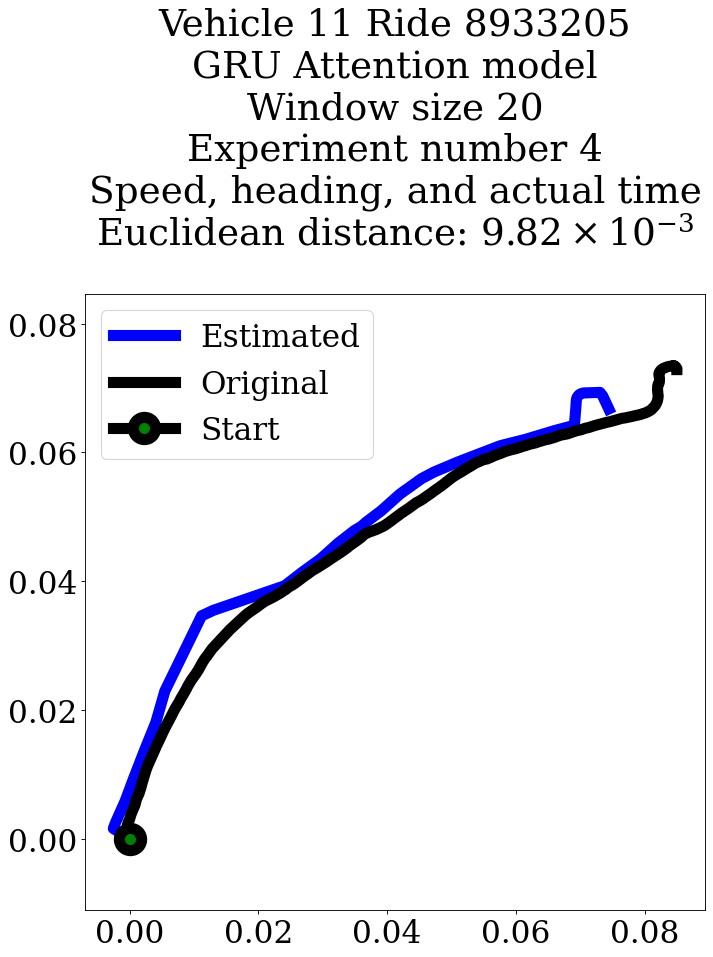 Vehicle 11 Ride 8933205
GRU Attention model
Window size 20
Experiment number 4
Speed, heading, and actual time
Euclidean distance: 9.82 × 10⁻³
Estimated
Original
Start
0.08
0.06
0.04
0.02
0.00
0.00 0.02 0.04 0.06 0.08